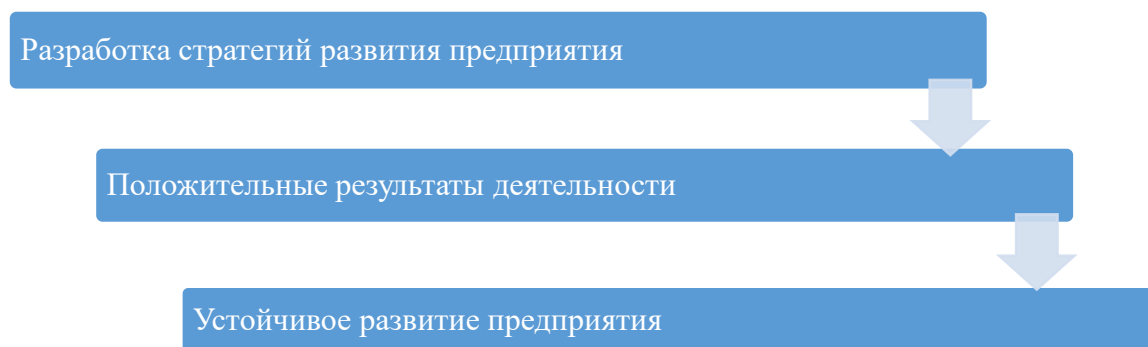 Разработка стратегий развития предприятия
Положительные результаты деятельности
Устойчивое развитие предприятия